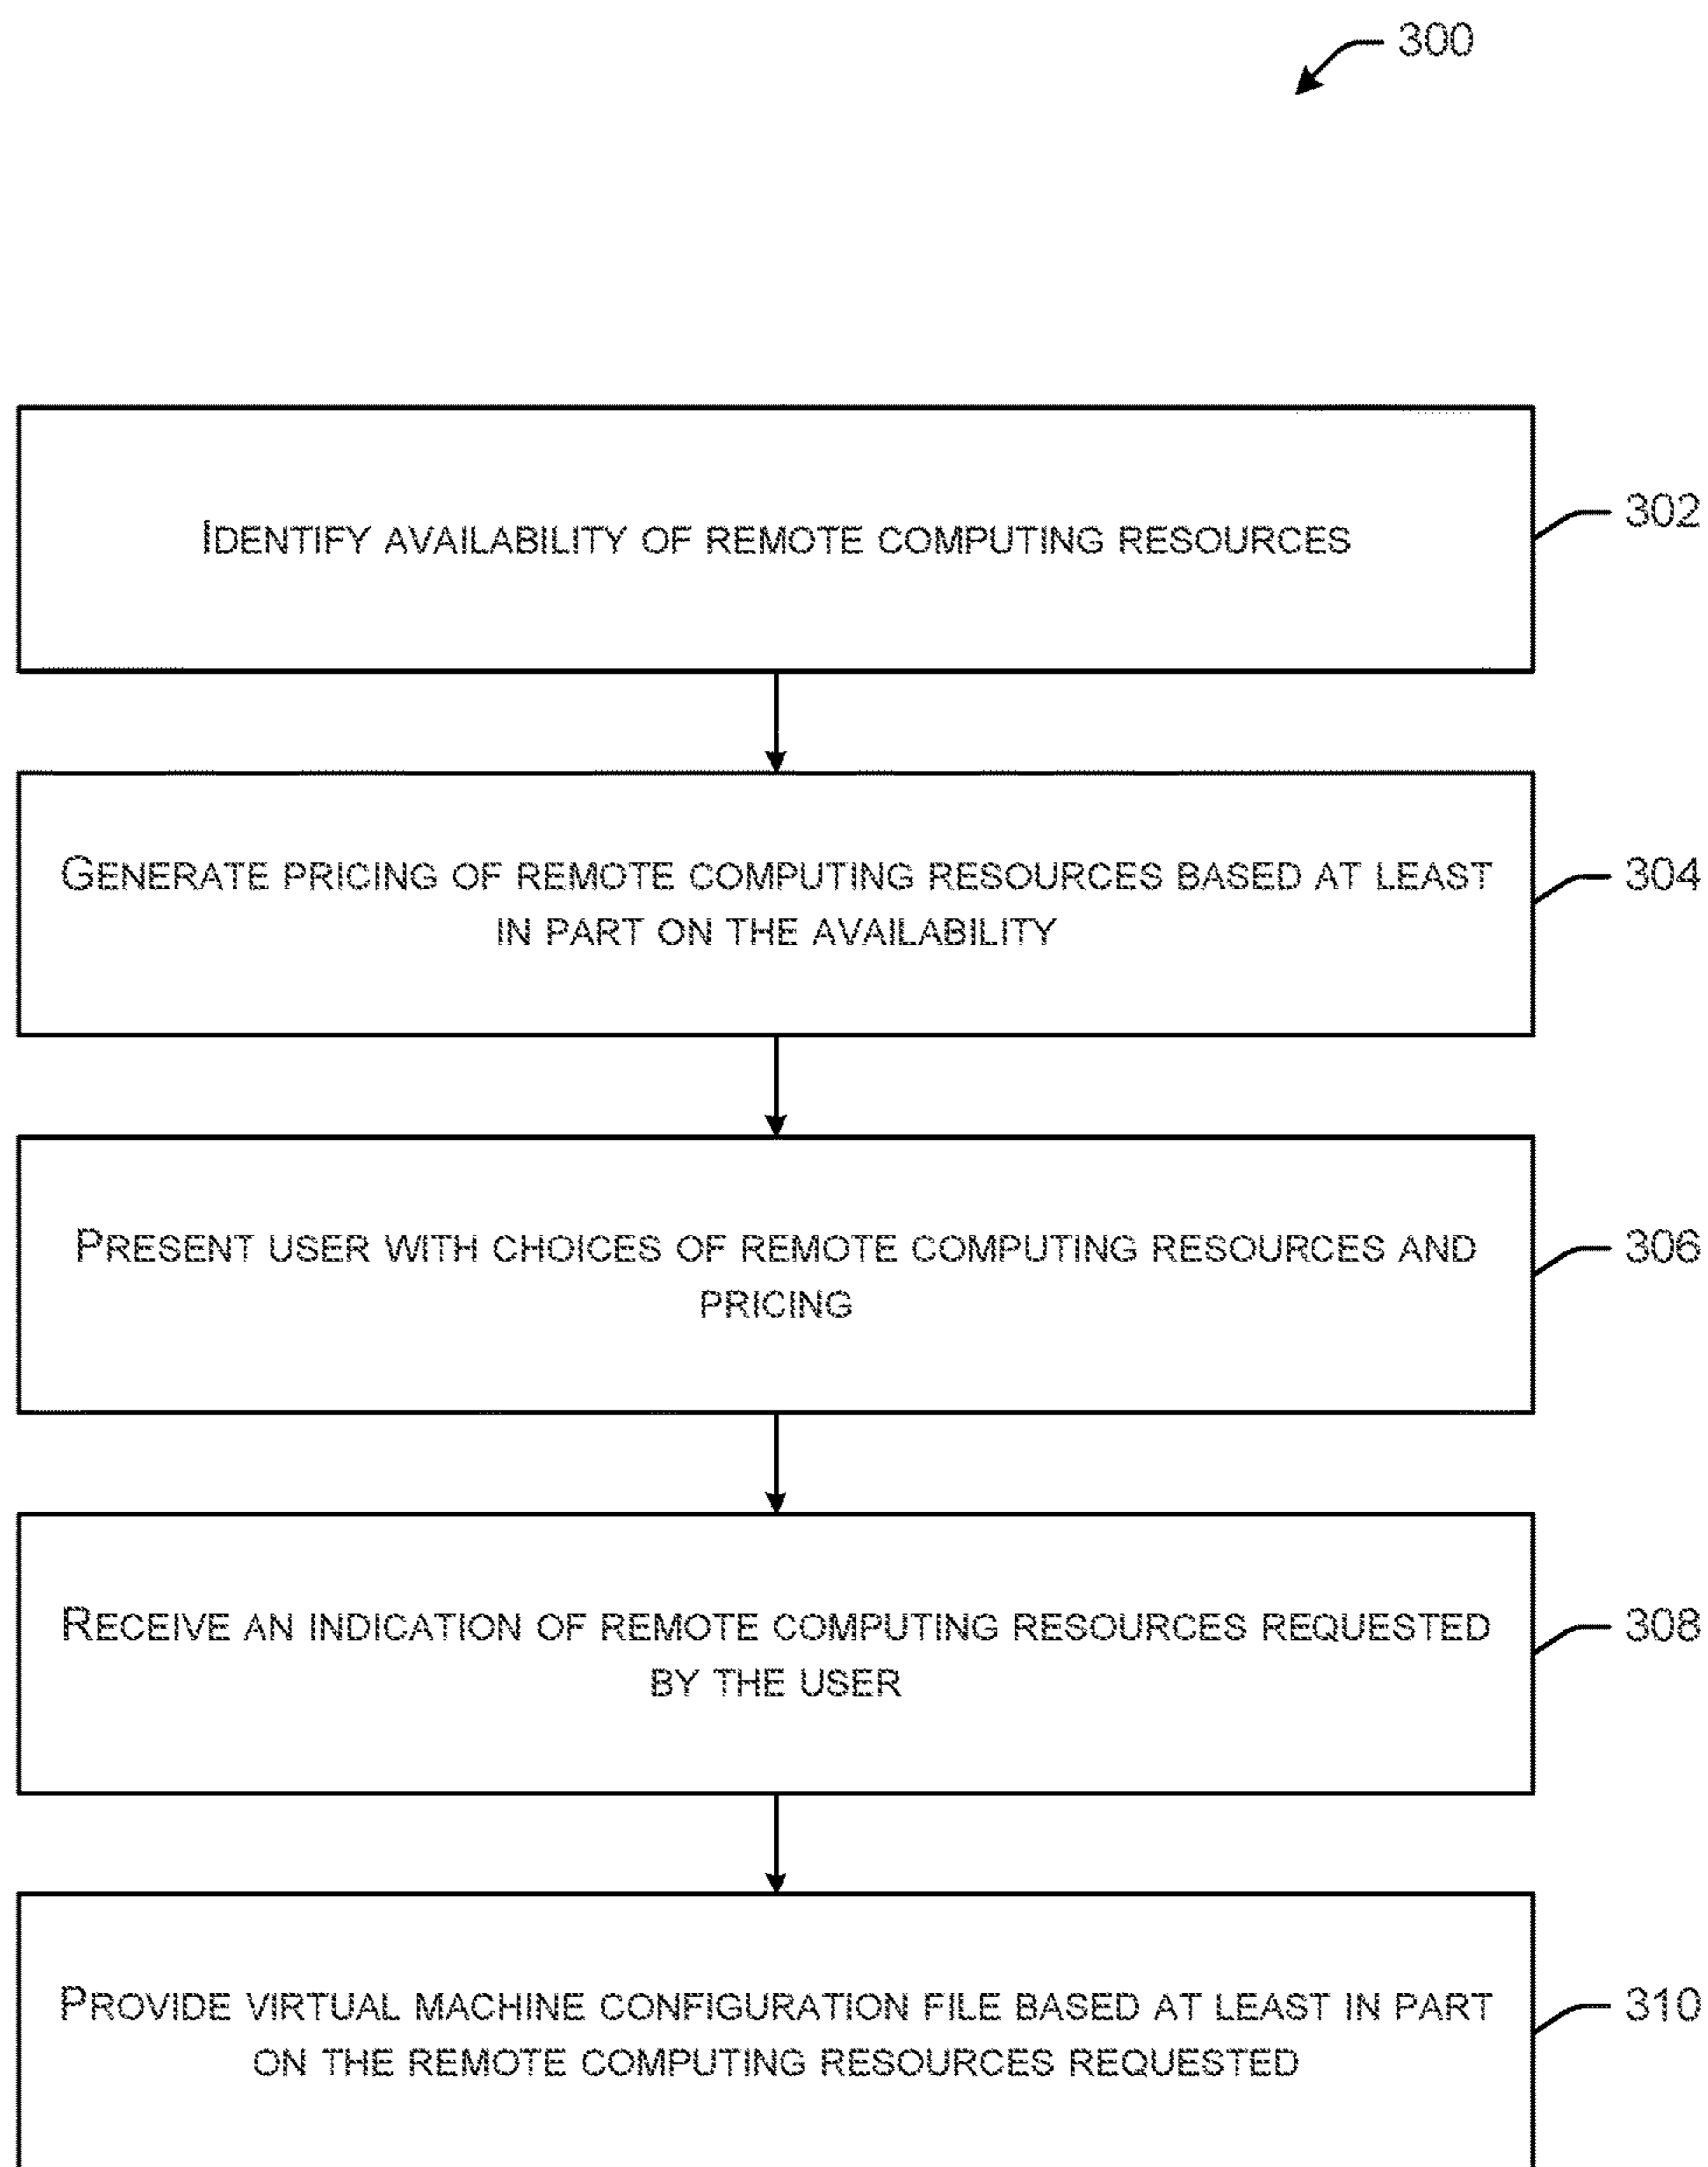 300
IDENTIFY AVAILABILITY OF REMOTE COMPUTING RESOURCES
302
GENERATE PRICING OF REMOTE COMPUTING RESOURCES BASED AT LEAST
IN PART ON THE AVAILABILITY
304
PRESENT USER WITH CHOICES OF REMOTE COMPUTING RESOURCES AND
PRICING
306
RECEIVE AN INDICATION OF REMOTE COMPUTING RESOURCES REQUESTED
BY THE USER
308
PROVIDE VIRTUAL MACHINE CONFIGURATION FILE BASED AT LEAST IN PART
ON THE REMOTE COMPUTING RESOURCES REQUESTED
310